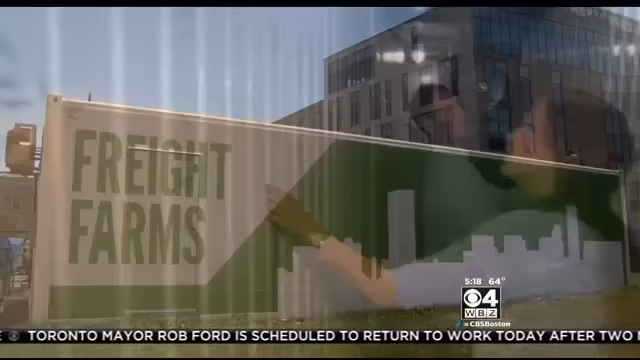 FREIGHT
FARMS
5:18 64°
4
WBZ
@CBSBoston
TORONTO MAYOR ROB FORD IS SCHEDULED TO RETURN TO WORK TODAY AFTER TWO